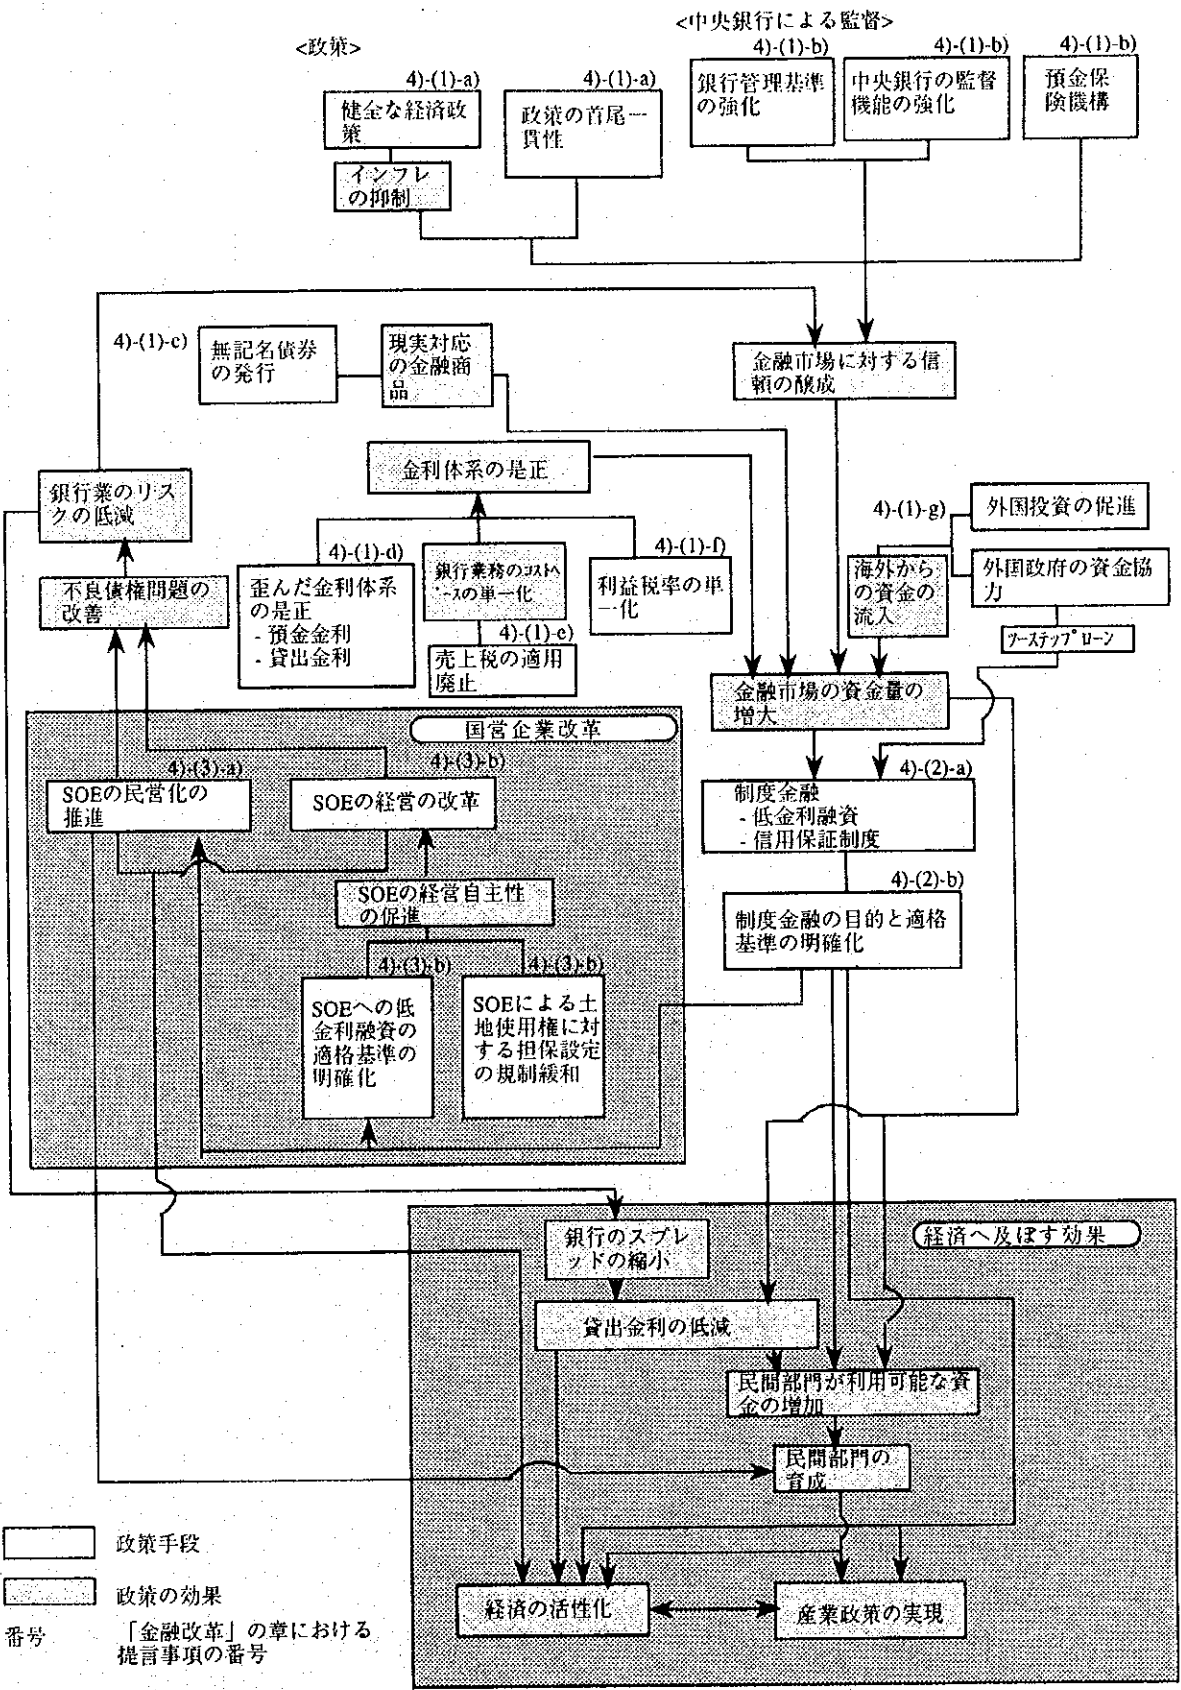 <政策>
<中央銀行による監督>
4)-(1)-a)
健全な経済政
策
インフレ
の抑制
4)-(1)-a)
政策の首尾一
貫性
4)-(1)-b)
銀行管理基準
の強化
4)-(1)-b)
中央銀行の監督
機能の強化
4)-(1)-b)
預金保
険機構
4)-(1)-c)
無記名債券
の発行
現実対応
の金融商
品
金融市場に対する信
頼の醸成
金利体系の是正
銀行業のリス
クの低減
不良債権問題の
改善
4)-(1)-d)
歪んだ金利体系
の是正
- 預金金利
- 貸出金利
銀行業務のコストベ
ースの単一化
4)-(1)-e)
売上税の適用
廃止
4)-(1)-f)
利益税率の単
一化
4)-(1)-g)
外国投資の促進
海外から
の資金の
流入
外国政府の資金協
力
ツーステップローン
金融市場の資金量の
増大
国営企業改革
4)-(3)-a)
SOEの民営化の
推進
4)-(3)-b)
SOEの経営の改革
SOEの経営自主性
の促進
4)-(3)-b)
SOEへの低
金利融資の
適格基準の
明確化
4)-(3)-b)
SOEによる土
地使用権に対
する担保設定
の規制緩和
4)-(2)-a)
制度金融
- 低金利融資
- 信用保証制度
4)-(2)-b)
制度金融の目的と適格
基準の明確化
経済へ及ぼす効果
銀行のスプレ
ッドの縮小
貸出金利の低減
民間部門が利用可能な資
金の増加
民間部門の
育成
経済の活性化
産業政策の実現
政策手段
政策の効果
番号
「金融改革」の章における
提言事項の番号